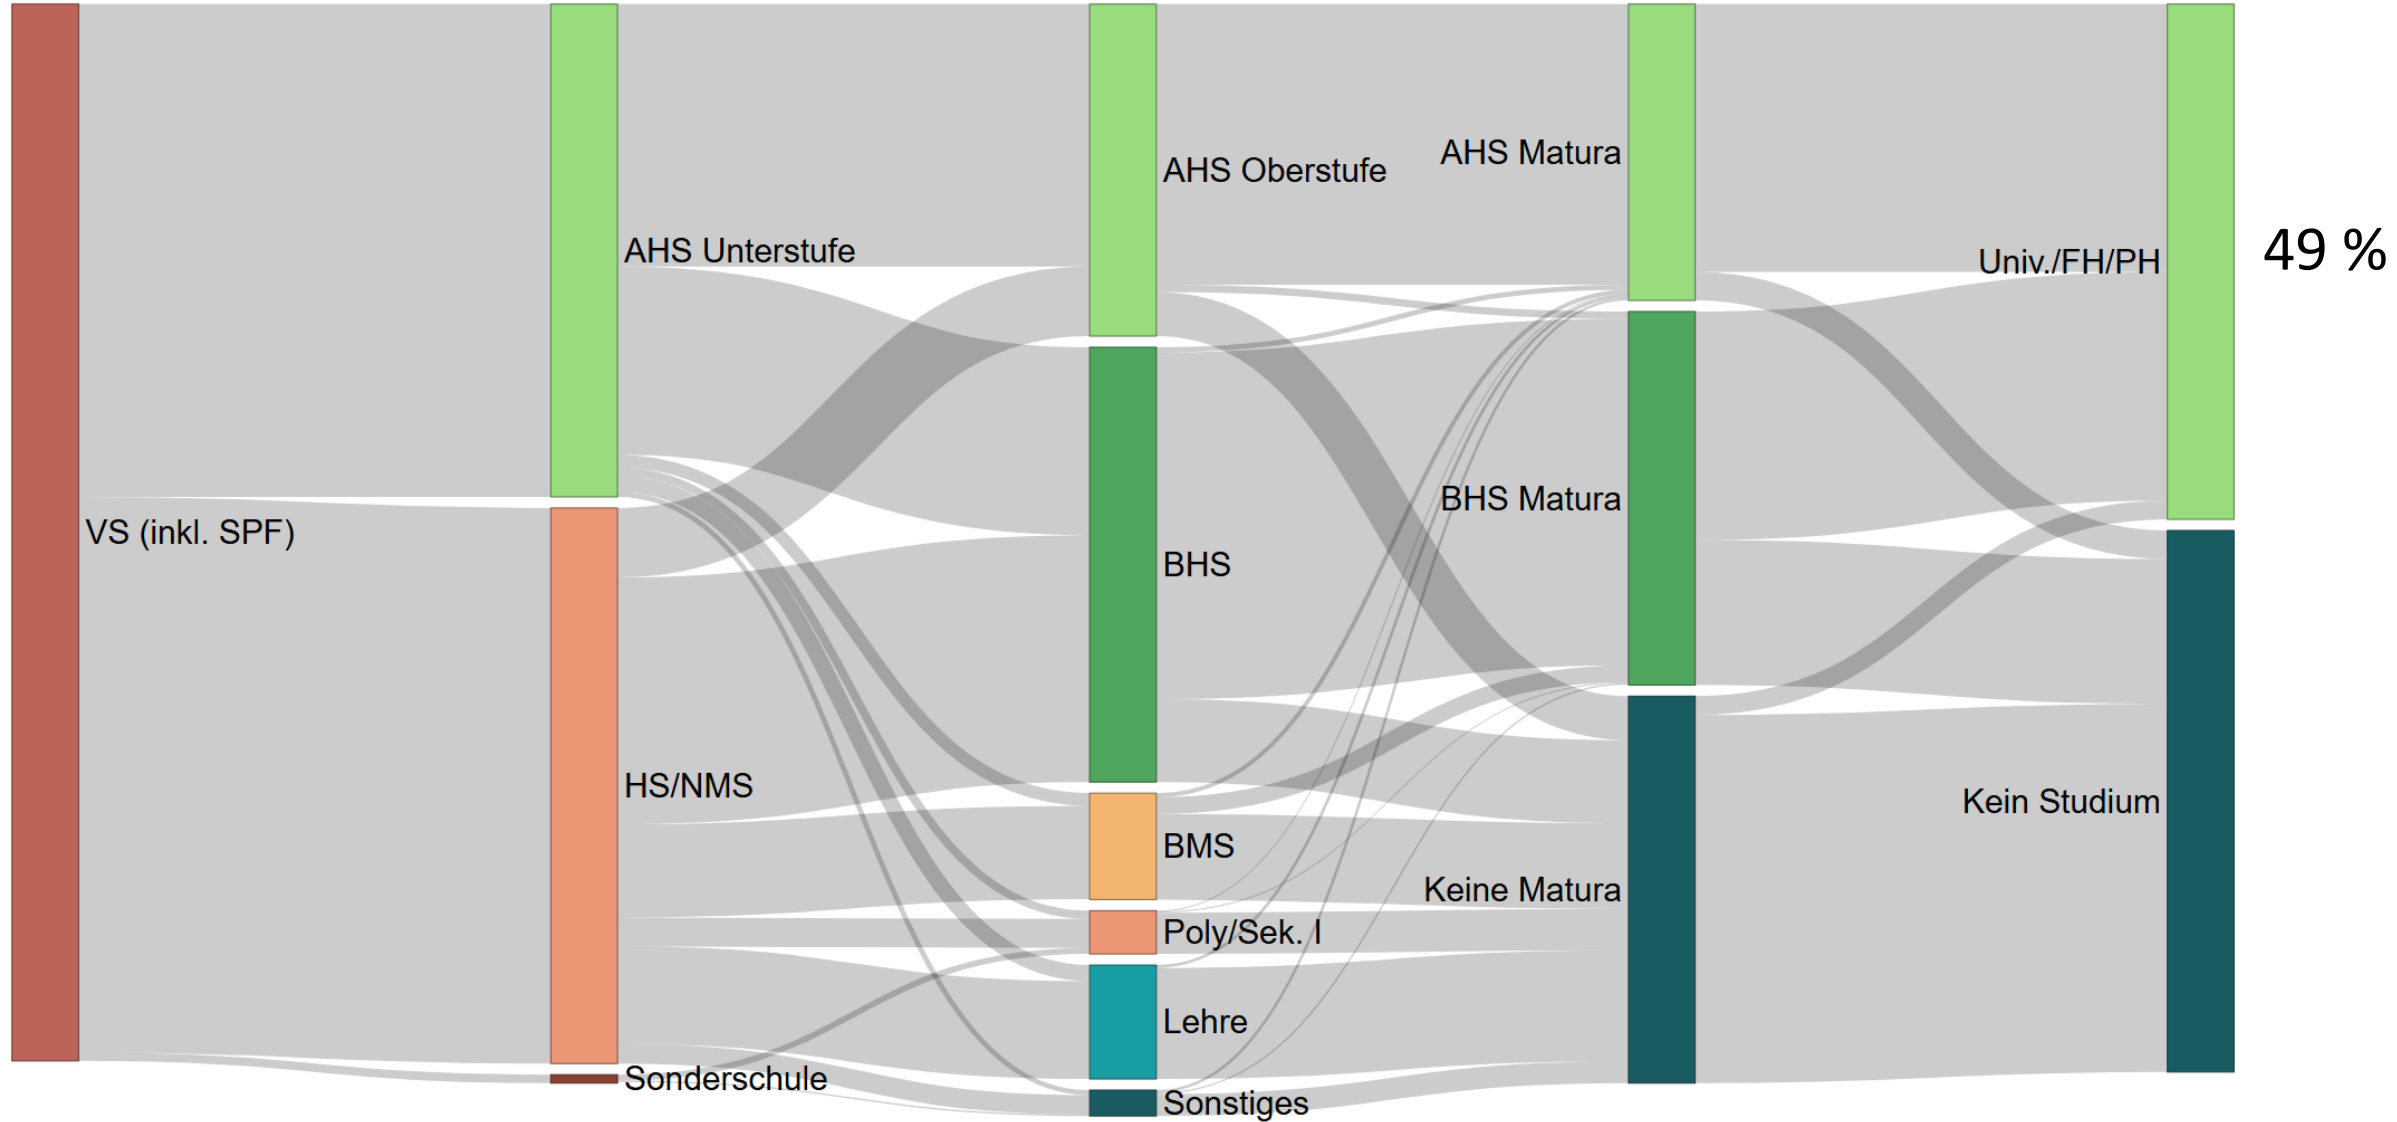 VS (inkl. SPF)
AHS Unterstufe
HS/NMS
Sonderschule
AHS Oberstufe
BHS
BMS
Poly/Sek. I
Lehre
Sonstiges
AHS Matura
BHS Matura
Keine Matura
Univ./FH/PH
Kein Studium
49 %